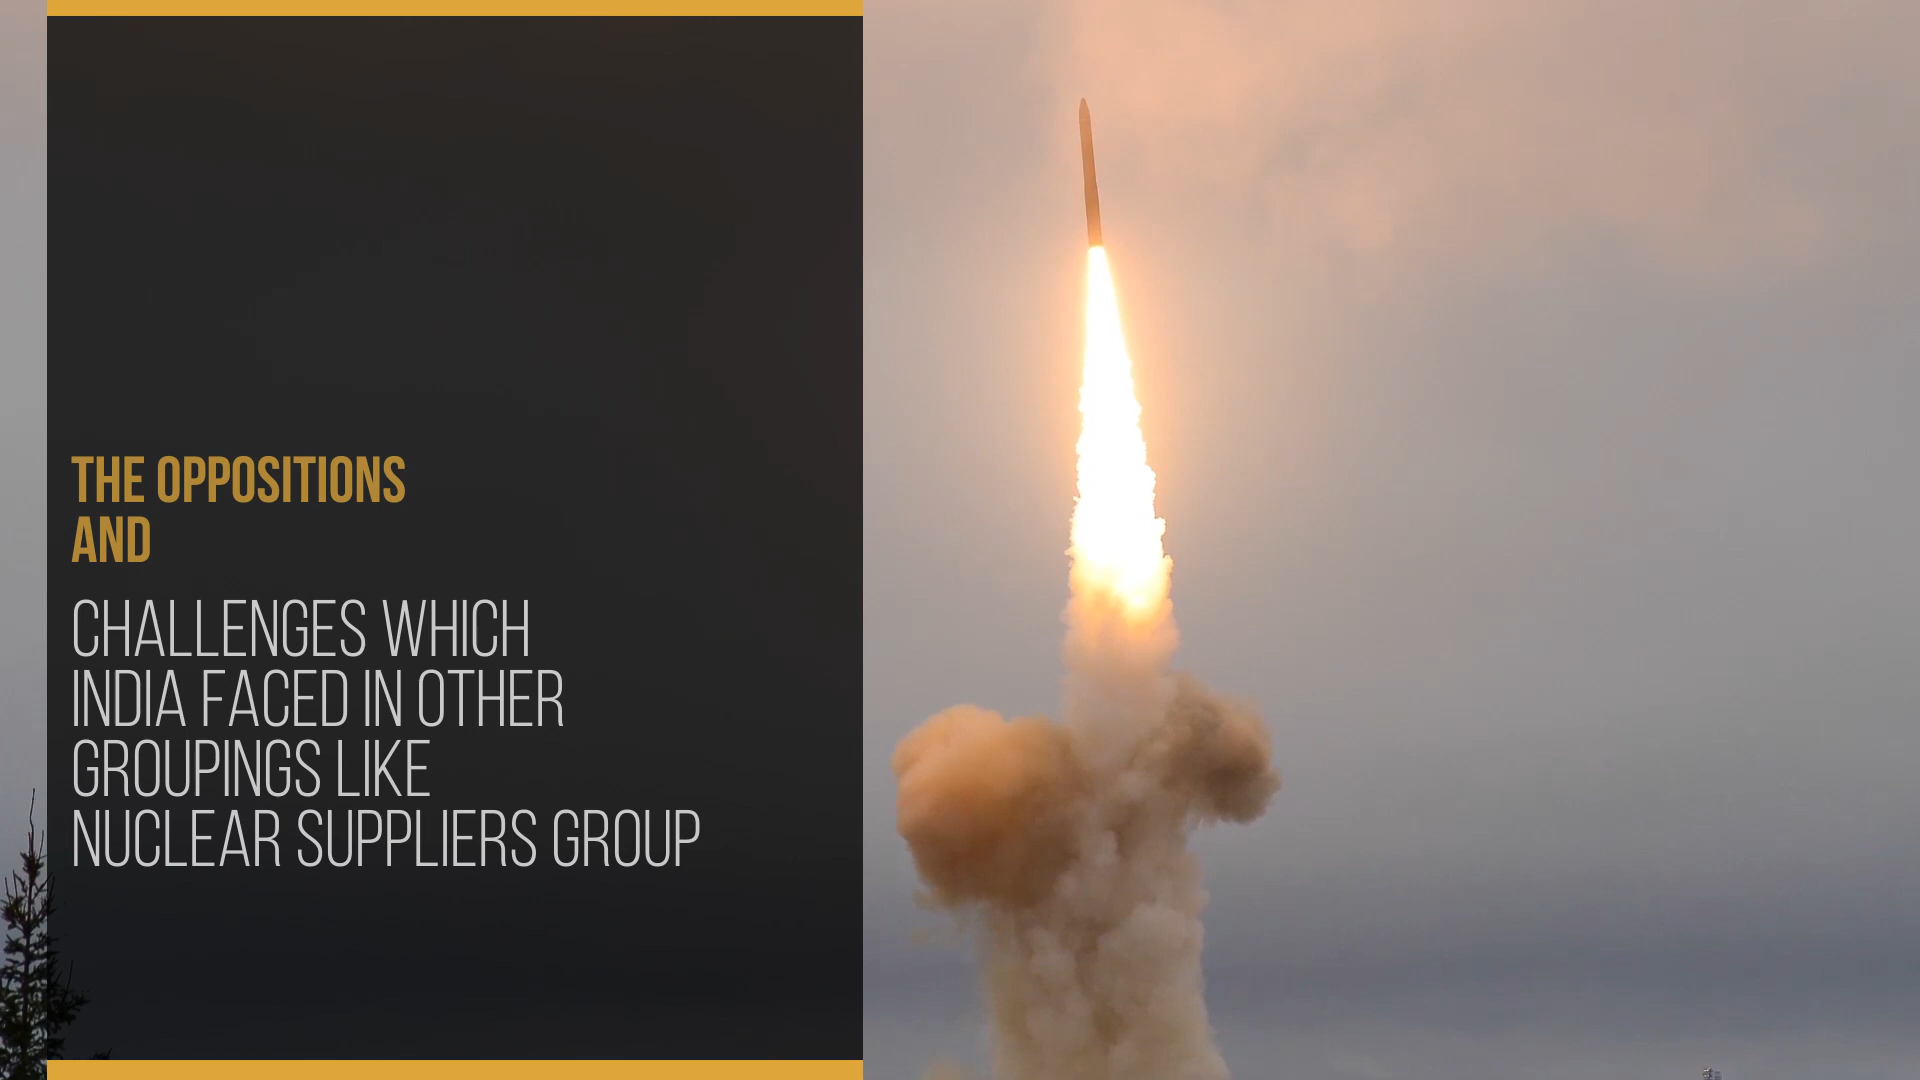 THE OPPOSITIONS
AND
CHALLENGES WHICH
INDIA FACED IN OTHER
GROUPINGS LIKE
NUCLEAR SUPPLIERS GROUP